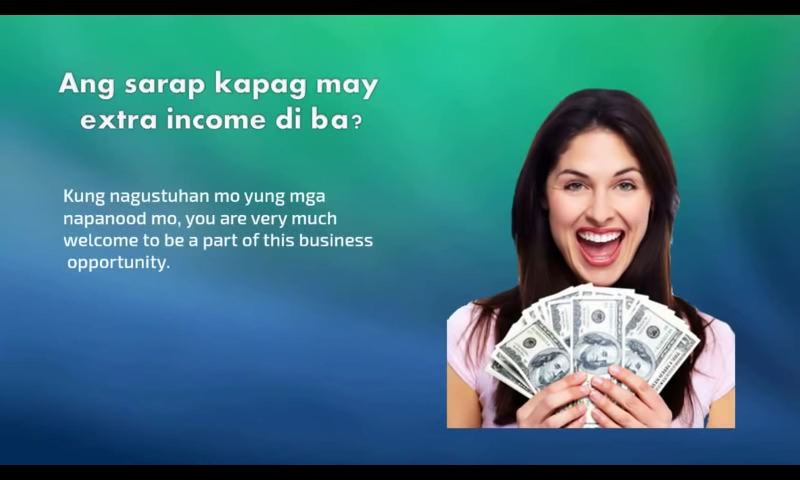 Ang sarap kapag may
extra income di ba?
Kung nagustuhan mo yung mga
napanood mo, you are very much
welcome to be a part of this business
opportunity.